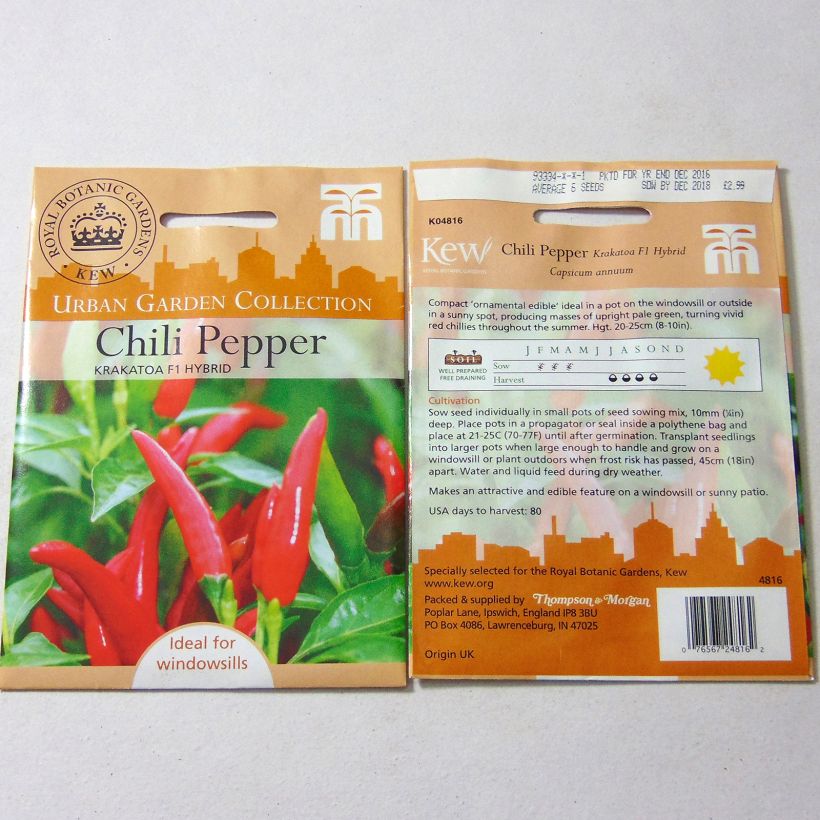 ROYAL BOTANIC GARDENS
• KEW •
URBAN GARDEN COLLECTION
Chili Pepper
KRAKATOA F1 HYBRID
Ideal for
windowsills
93334-X-X-1 PKTD FOR YR END DEC 2016
AVERAGE 6 SEEDS SOW BY DEC 2018 £2.99
K04816
Kew Chili Pepper Krakatoa F1 Hybrid
ROYAL BOTANIC GARDENS
Capsicum annuum
Compact 'ornamental edible' ideal in a pot on the windowsill or outside
in a sunny spot, producing masses of upright pale green, turning vivid
red chillies throughout the summer. Hgt. 20-25cm (8-10in).
SOIL
WELL PREPARED
FREE DRAINING
J F M A M J J A S O N D
Sow
Harvest
Cultivation
Sow seed individually in small pots of seed sowing mix, 10mm (½in)
deep. Place pots in a propagator or seal inside a polythene bag and
place at 21-25C (70-77F) until after germination. Transplant seedlings
into larger pots when large enough to handle and grow on a
windowsill or plant outdoors when frost risk has passed, 45cm (18in)
apart. Water and liquid feed during dry weather.
Makes an attractive and edible feature on a windowsill or sunny patio.
USA days to harvest: 80
Specially selected for the Royal Botanic Gardens, Kew
www.kew.org
4816
Packed & supplied by Thompson & Morgan
Poplar Lane, Ipswich, England IP8 3BU
PO Box 4086, Lawrenceburg, IN 47025
Origin UK
0 76567 24816 2